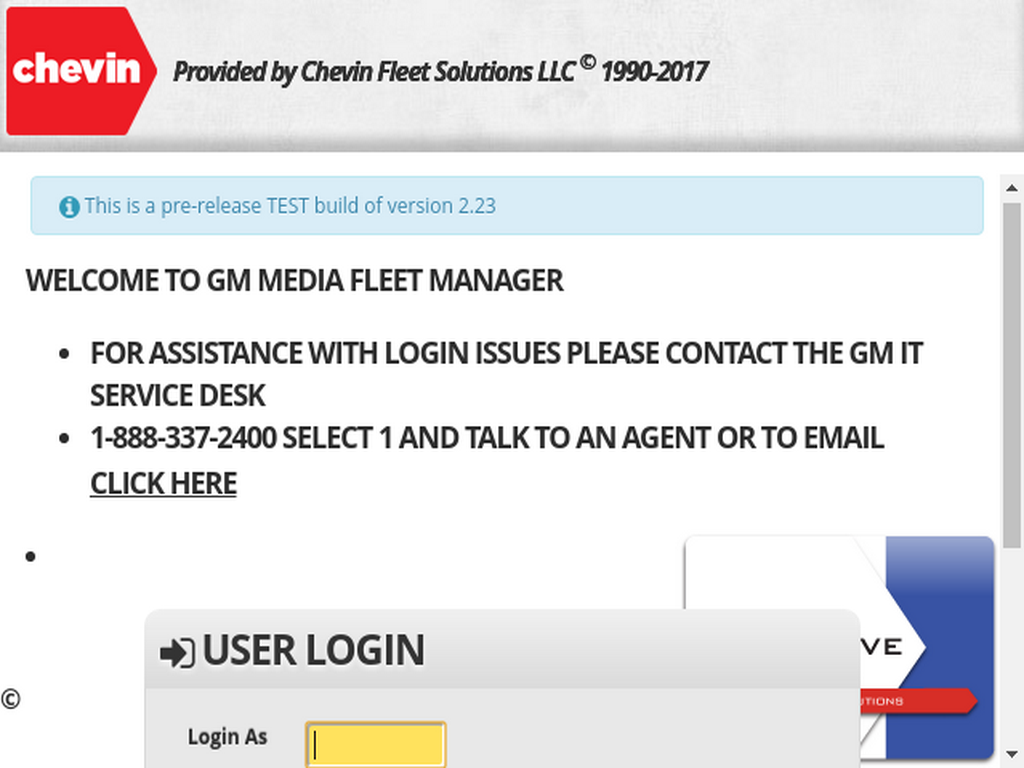 chevin
Provided by Chevin Fleet Solutions LLC © 1990-2017
This is a pre-release TEST build of version 2.23
WELCOME TO GM MEDIA FLEET MANAGER
• FOR ASSISTANCE WITH LOGIN ISSUES PLEASE CONTACT THE GM IT
SERVICE DESK
• 1-888-337-2400 SELECT 1 AND TALK TO AN AGENT OR TO EMAIL
CLICK HERE
•
VE
UTIONS
USER LOGIN
©
Login As